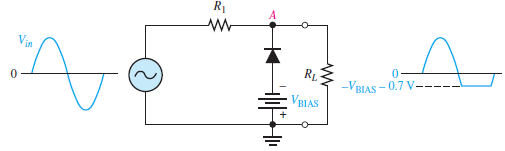 R1
A
Vin
0
RL
−
VBIAS
+
0
−VBIAS − 0.7 V